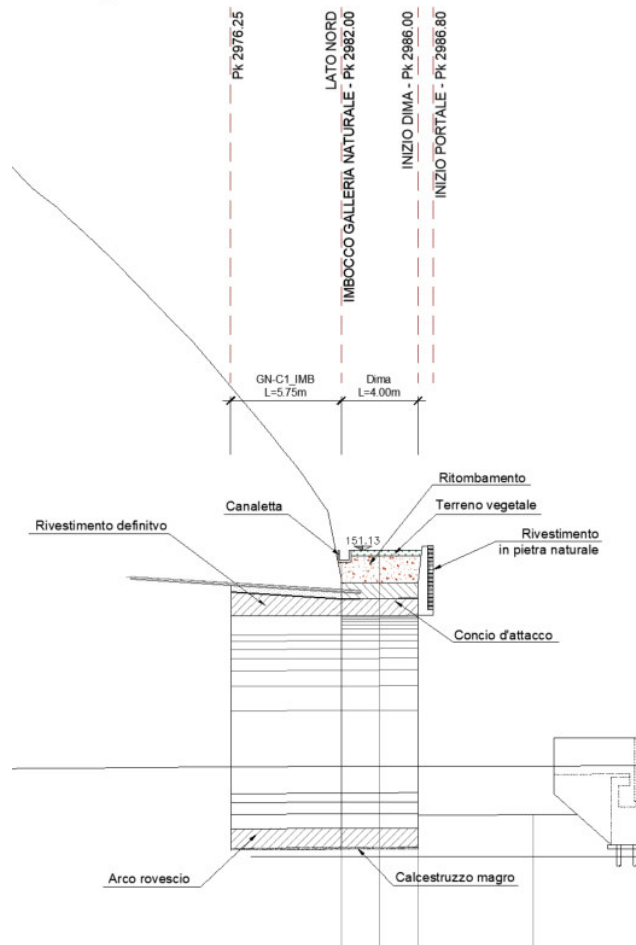 Pk 2976.25
LATO NORD
IMBOCCO GALLERIA NATURALE - Pk 2982.00
INIZIO DIMA - Pk 2986.00
INIZIO PORTALE - Pk 2986.80
GN-C1_IMB
L=5.75m
Dima
L=4.00m
Ritombamento
Terreno vegetale
Canaletta
Rivestimento definitvo
151.13
Rivestimento
in pietra naturale
Concio d'attacco
Arco rovescio
Calcestruzzo magro